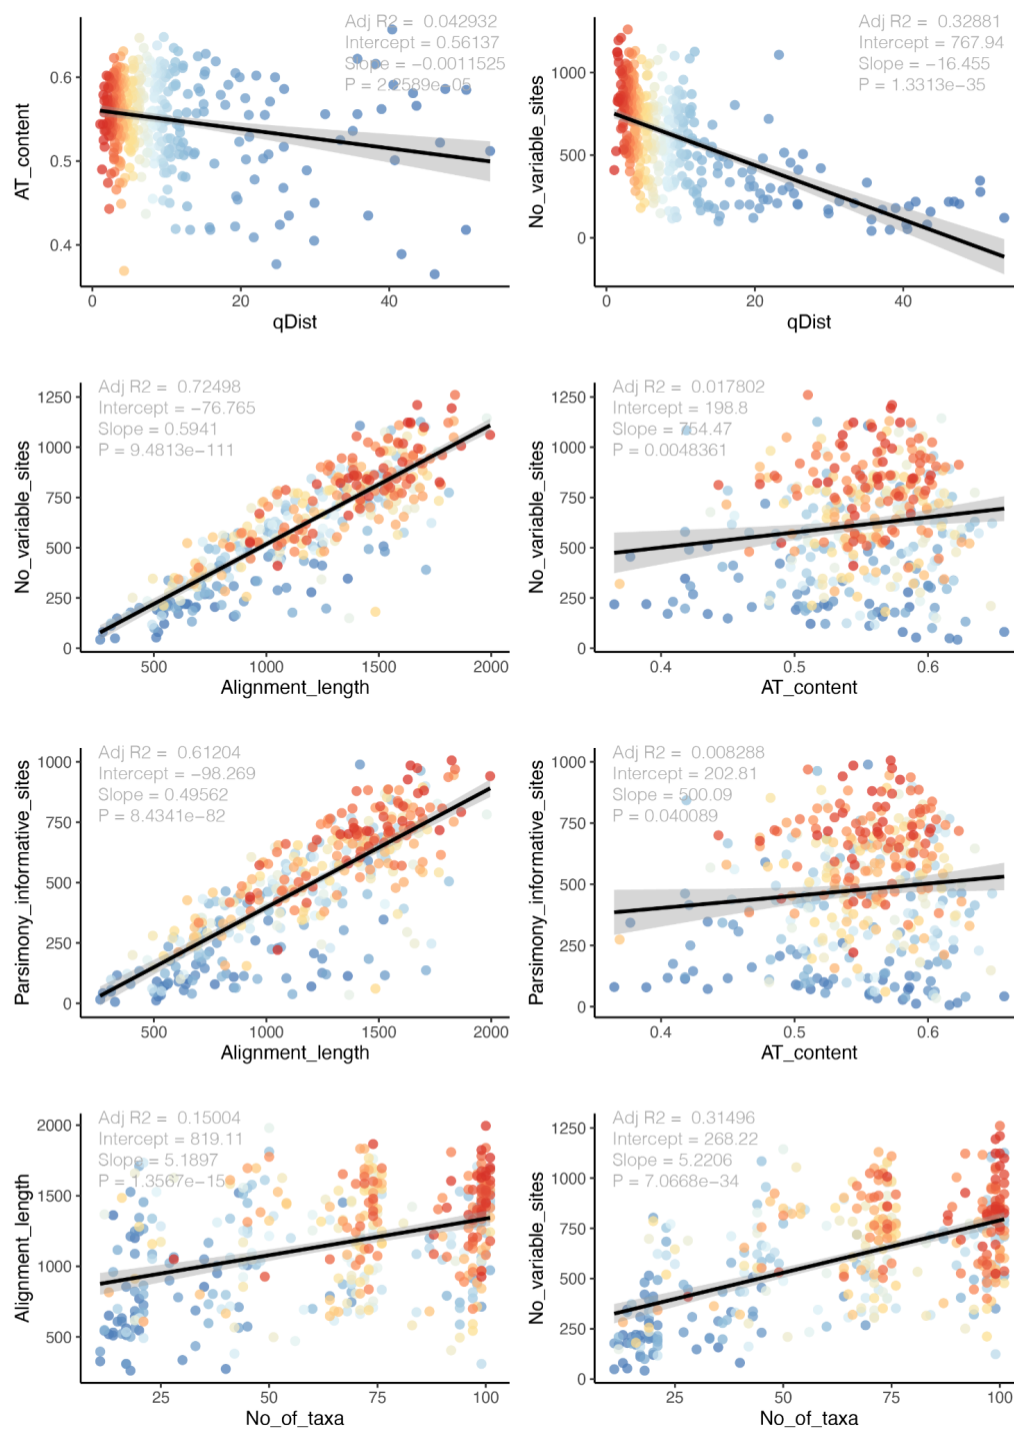 Adj R2 = 0.042932
Intercept = 0.56137
Slope = −0.0011525
P = 2.2589e−05
0.6
0.5
0.4
AT_content
0
20
40
qDist
Adj R2 = 0.32881
Intercept = 767.94
Slope = −16.455
P = 1.3313e−35
1000
500
0
No_variable_sites
0
20
40
qDist
Adj R2 = 0.72498
Intercept = −76.765
Slope = 0.5941
P = 9.4813e−111
1250
1000
750
500
250
0
No_variable_sites
500
1000
1500
2000
Alignment_length
Adj R2 = 0.017802
Intercept = 198.8
Slope = 754.47
P = 0.0048361
1250
1000
750
500
250
0
No_variable_sites
0.4
0.5
0.6
AT_content
Adj R2 = 0.61204
Intercept = −98.269
Slope = 0.49562
P = 8.4341e−82
1000
750
500
250
0
Parsimony_informative_sites
500
1000
1500
2000
Alignment_length
Adj R2 = 0.008288
Intercept = 202.81
Slope = 500.09
P = 0.040089
1000
750
500
250
0
Parsimony_informative_sites
0.4
0.5
0.6
AT_content
Adj R2 = 0.15004
Intercept = 819.11
Slope = 5.1897
P = 1.3567e−15
2000
1500
1000
500
Alignment_length
25
50
75
100
No_of_taxa
Adj R2 = 0.31496
Intercept = 268.22
Slope = 5.2206
P = 7.0668e−34
1250
1000
750
500
250
0
No_variable_sites
25
50
75
100
No_of_taxa